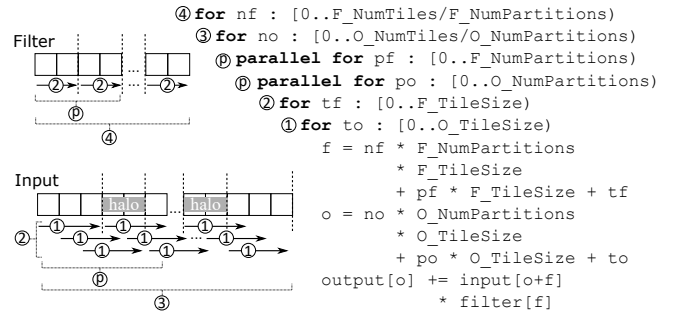 ④ for nf : [0..F_NumTiles/F_NumPartitions)
③ for no : [0..O_NumTiles/O_NumPartitions)
ⓟ parallel for pf : [0..F_NumPartitions)
ⓟ parallel for po : [0..O_NumPartitions)
② for tf : [0..F_TileSize)
① for to : [0..O_TileSize)
f = nf * F_NumPartitions
* F_TileSize
+ pf * F_TileSize + tf
o = no * O_NumPartitions
* O_TileSize
+ po * O_TileSize + to
output[o] += input[o+f]
* filter[f]
Filter
...
② ② ... ②
ⓟ
④
Input
halo ... halo
① ① ①
② ① ① ... ①
① ① ①
ⓟ
③